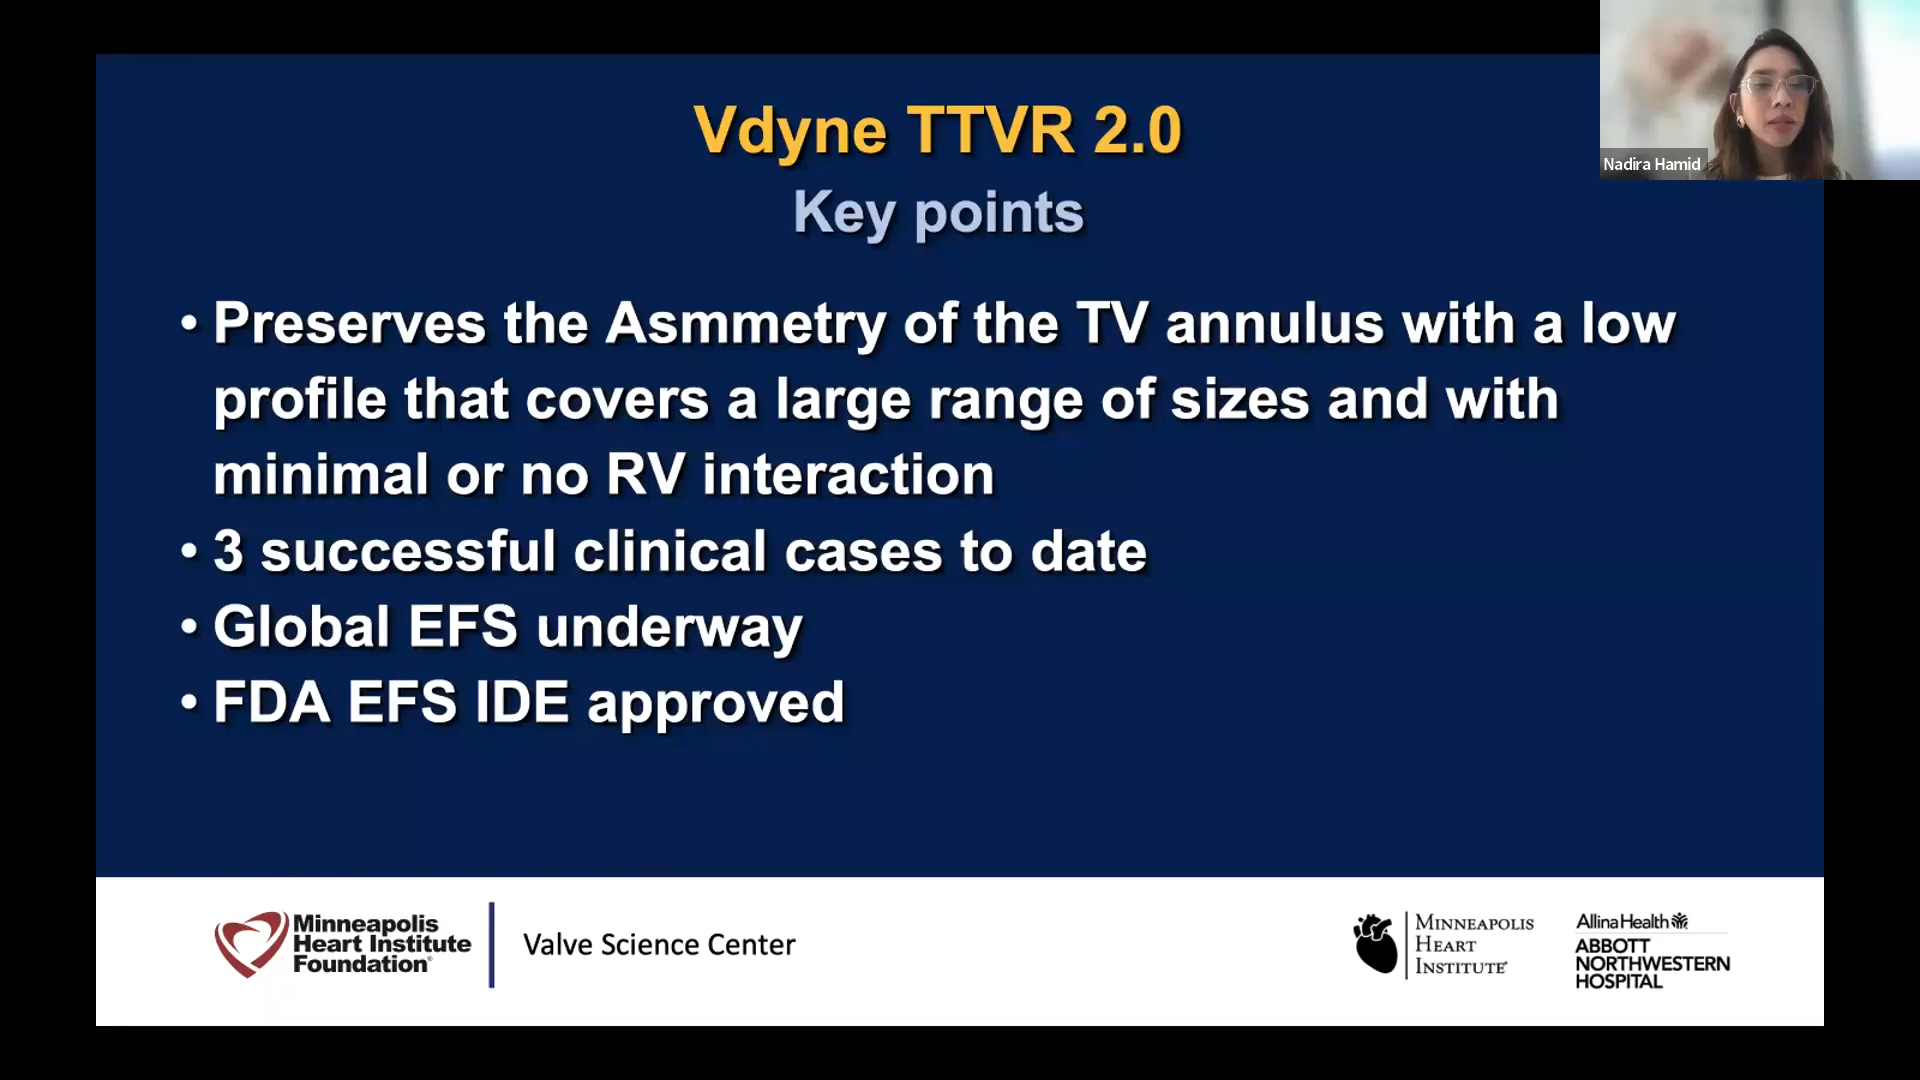 Vdyne TTVR 2.0
Key points
Nadira Hamid
• Preserves the Asmmetry of the TV annulus with a low
profile that covers a large range of sizes and with
minimal or no RV interaction
• 3 successful clinical cases to date
• Global EFS underway
• FDA EFS IDE approved
Minneapolis
Heart Institute
Foundation®
Valve Science Center
MINNEAPOLIS
HEART
INSTITUTE®
AllinaHealth
ABBOTT
NORTHWESTERN
HOSPITAL